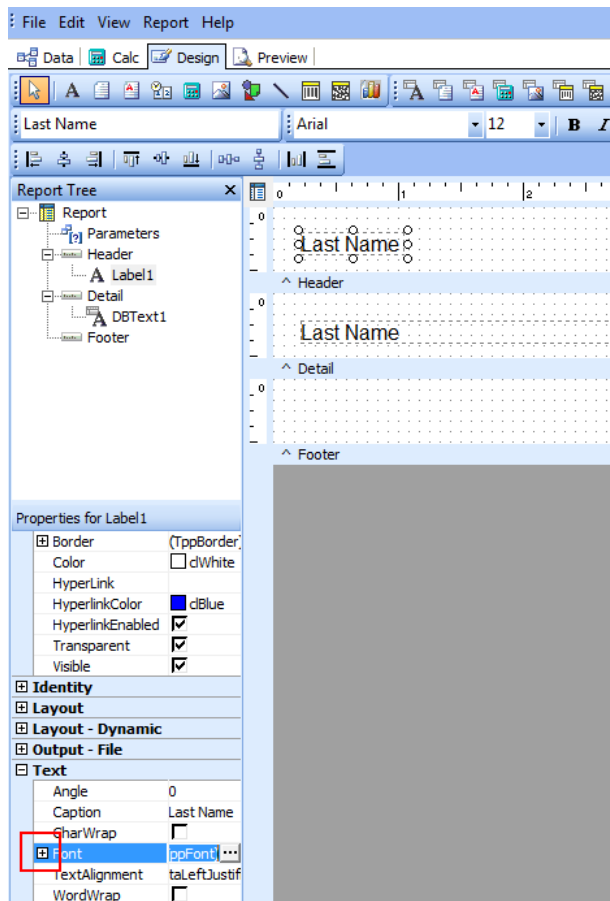 File Edit View Report Help
Data Calc Design Preview
Last Name Arial 12 B I
Report Tree x
Report
Parameters
Header
Label1
Detail
DBText1
Footer
0 1 2
0
Last Name
^ Header
0
Last Name
^ Detail
0
^ Footer
Properties for Label1
Border (TppBorder)
Color clWhite
HyperLink
HyperlinkColor clBlue
HyperlinkEnabled
Transparent
Visible
Identity
Layout
Layout - Dynamic
Output - File
Text
Angle 0
Caption Last Name
CharWrap
Font ppFont) ...
TextAlignment taLeftJustif
WordWrap